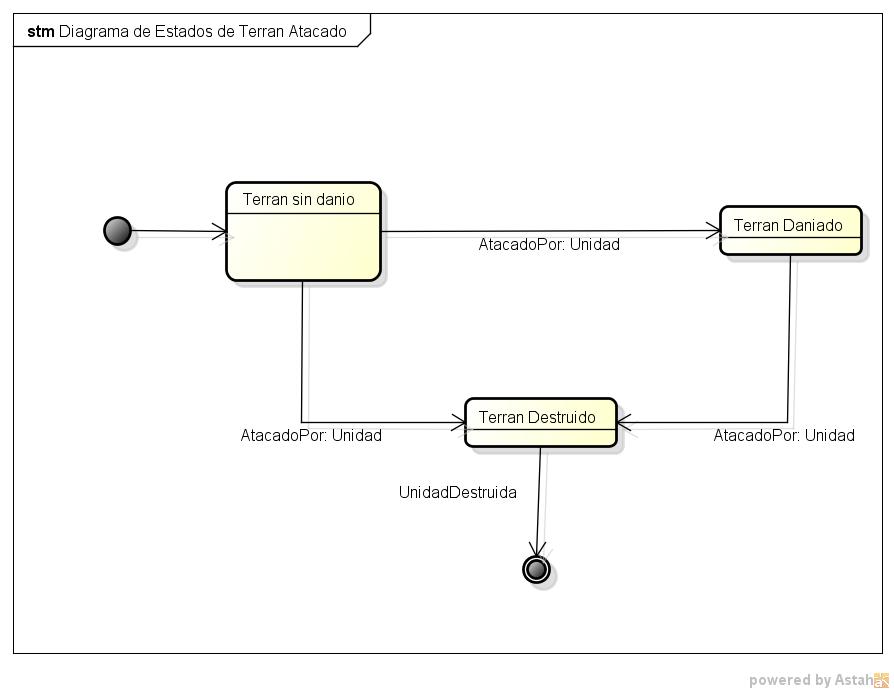 stm Diagrama de Estados de Terran Atacado
Terran sin danio
Terran Daniado
AtacadoPor: Unidad
Terran Destruido
AtacadoPor: Unidad
AtacadoPor: Unidad
UnidadDestruida
powered by Astah